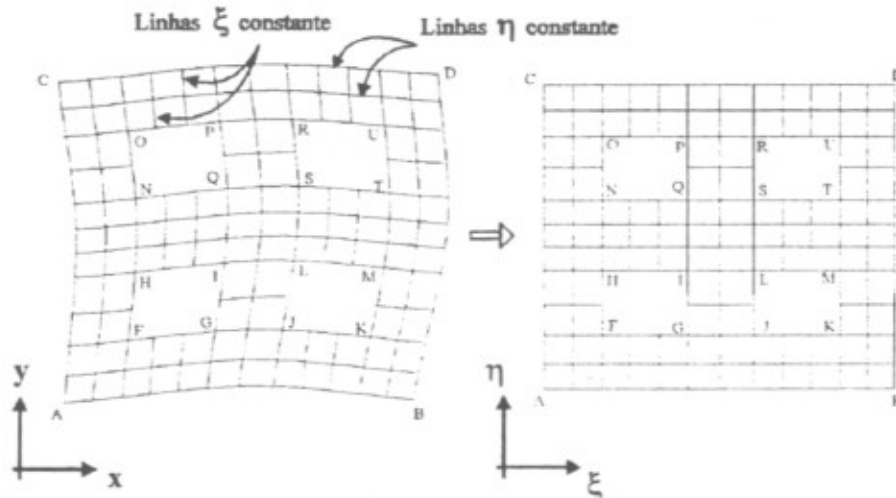 Linhas ξ constante
Linhas η constante
C
D
O
P
R
U
N
Q
S
T
H
I
L
M
F
G
J
K
A
B
y
x
C
O
P
R
U
N
Q
S
T
H
I
L
M
F
G
J
K
A
η
ξ